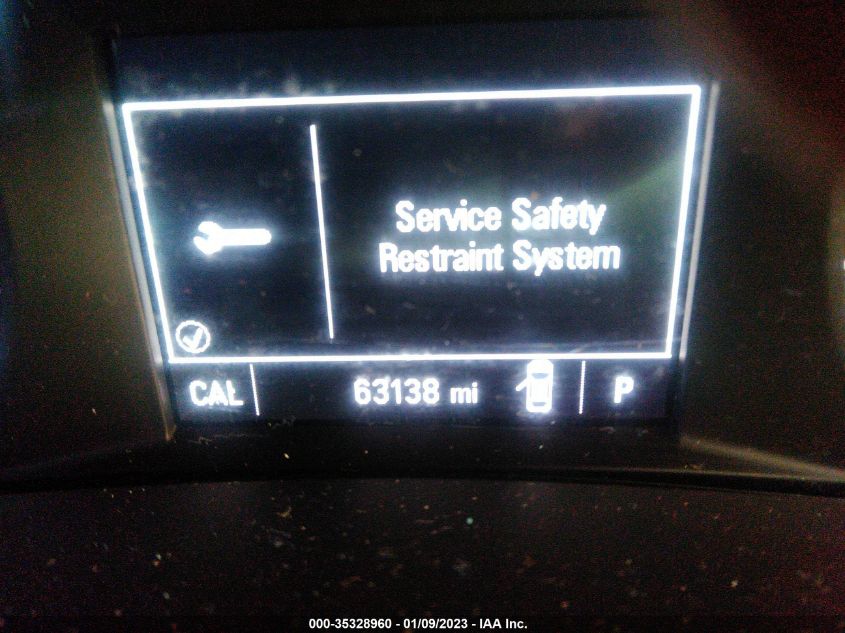 Service Safety
Restraint System
CAL 63138 mi P
000-35328960 - 01/09/2023 - IAA Inc.